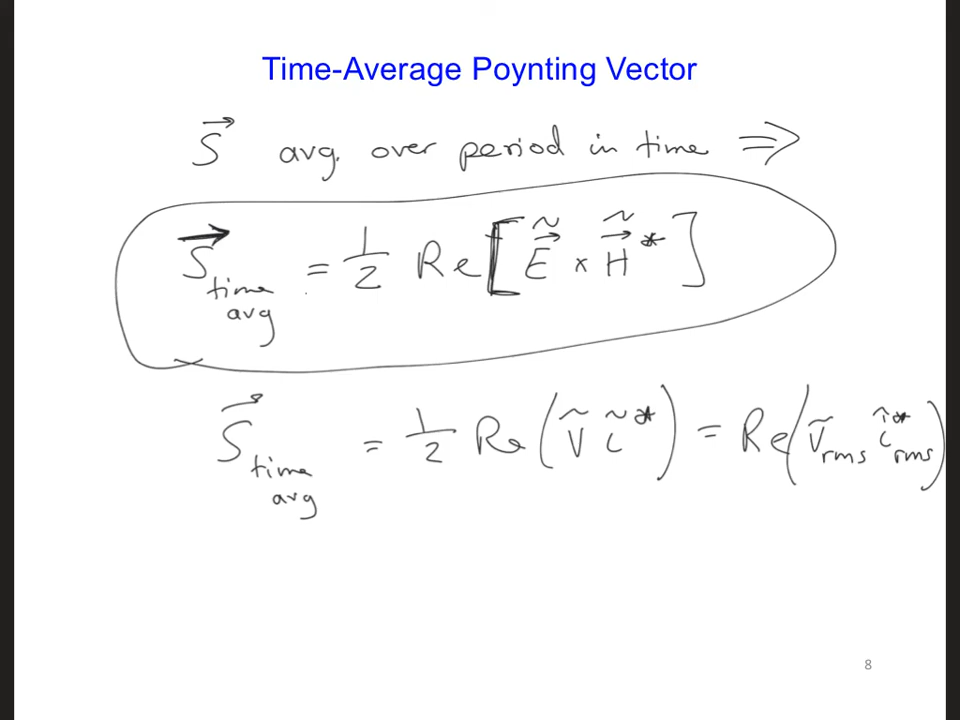 Time-Average Poynting Vector
S⃗ avg. over period in time ⇒
S⃗ time avg = 1/2 Re [ Ẽ⃗ × H̃⃗ * ]
S⃗ time avg = 1/2 Re ( Ṽ ĩ * ) = Re ( Ṽ rms ĩ * rms )
8